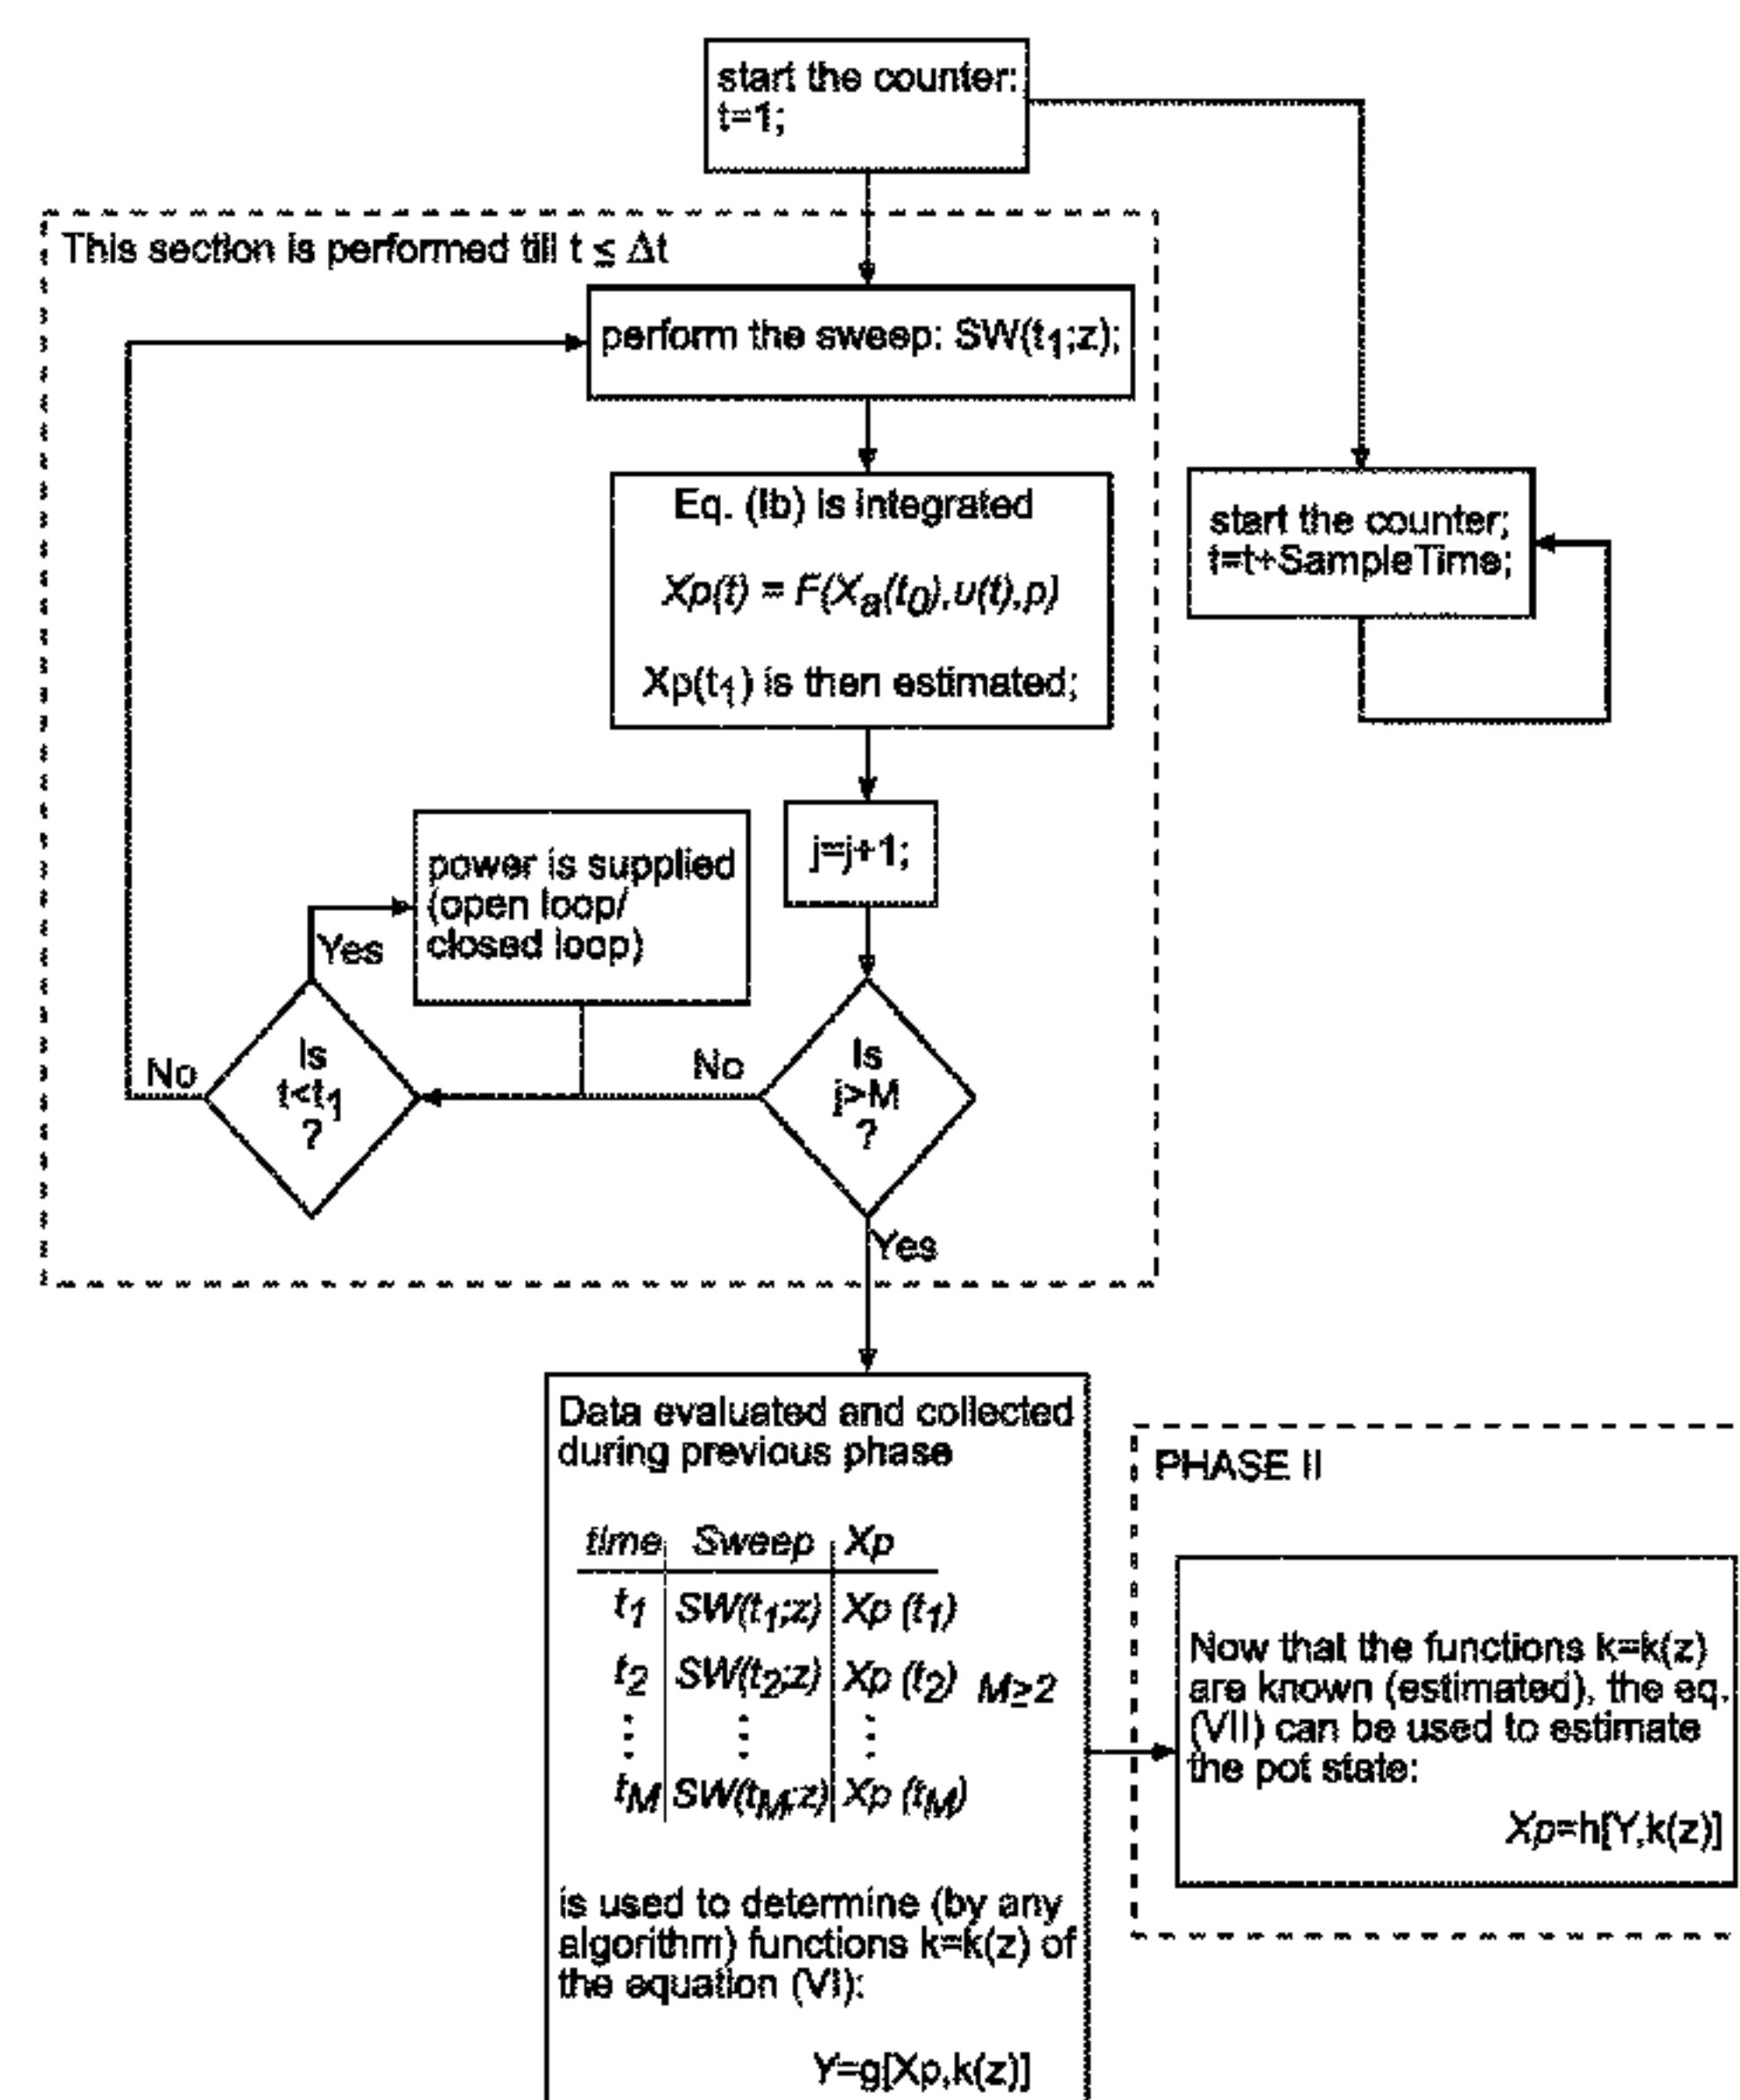 start the counter:
t=1;
This section is performed till t ≤ Δt
perform the sweep: SW(t1;z);
Eq. (Ib) is integrated
Xp(t) = F(Xa(t0),u(t),p)
Xp(t1) is then estimated;
start the counter;
t=t+SampleTime;
j=j+1;
power is supplied
(open loop/
closed loop)
Yes
Is
t<t1
?
No
No
Is
j>M
?
Yes
Data evaluated and collected
during previous phase
time Sweep Xp
t1 SW(t1;z) Xp (t1)
t2 SW(t2;z) Xp (t2) M≥2
⋮ ⋮ ⋮
tM SW(tM;z) Xp (tM)
is used to determine (by any
algorithm) functions k=k(z) of
the equation (VI):
Y=g[Xp,k(z)]
PHASE II
Now that the functions k=k(z)
are known (estimated), the eq.
(VII) can be used to estimate
the pot state:
Xp=h[Y,k(z)]